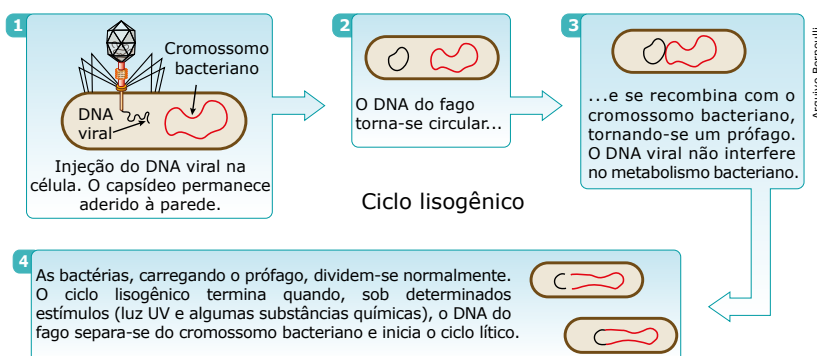 1
Cromossomo
bacteriano
DNA
viral
Injeção do DNA viral na
célula. O capsídeo permanece
aderido à parede.
2
O DNA do fago
torna-se circular...
3
...e se recombina com o
cromossomo bacteriano,
tornando-se um prófago.
O DNA viral não interfere
no metabolismo bacteriano.
Arquivo Bernoulli
Ciclo lisogênico
4
As bactérias, carregando o prófago, dividem-se normalmente.
O ciclo lisogênico termina quando, sob determinados
estímulos (luz UV e algumas substâncias químicas), o DNA do
fago separa-se do cromossomo bacteriano e inicia o ciclo lítico.